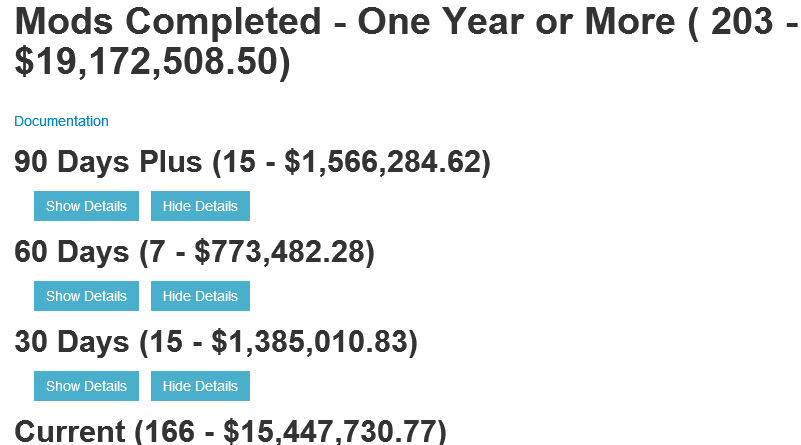 Mods Completed - One Year or More ( 203 -
$19,172,508.50)
Documentation
90 Days Plus (15 - $1,566,284.62)
Show Details Hide Details
60 Days (7 - $773,482.28)
Show Details Hide Details
30 Days (15 - $1,385,010.83)
Show Details Hide Details
Current (166 - $15,447,730.77)